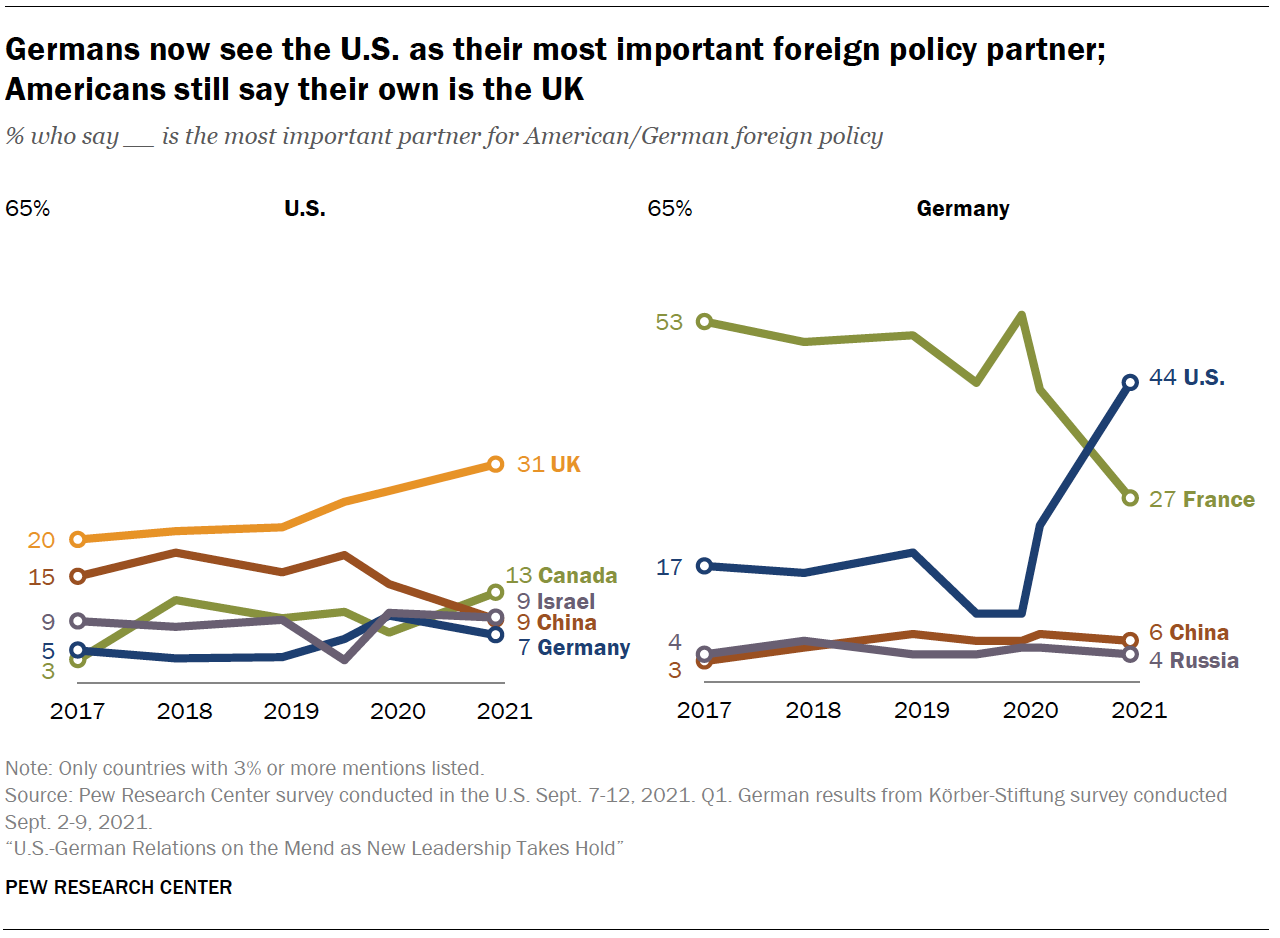 Germans now see the U.S. as their most important foreign policy partner;
Americans still say their own is the UK
% who say __ is the most important partner for American/German foreign policy
65%
U.S.
31 UK
20
15
13 Canada
9 Israel
9
9 China
5
7 Germany
3
2017 2018 2019 2020 2021
65%
Germany
53
44 U.S.
27 France
17
6 China
4
4 Russia
3
2017 2018 2019 2020 2021
Note: Only countries with 3% or more mentions listed.
Source: Pew Research Center survey conducted in the U.S. Sept. 7-12, 2021. Q1. German results from Körber-Stiftung survey conducted
Sept. 2-9, 2021.
“U.S.-German Relations on the Mend as New Leadership Takes Hold”
PEW RESEARCH CENTER